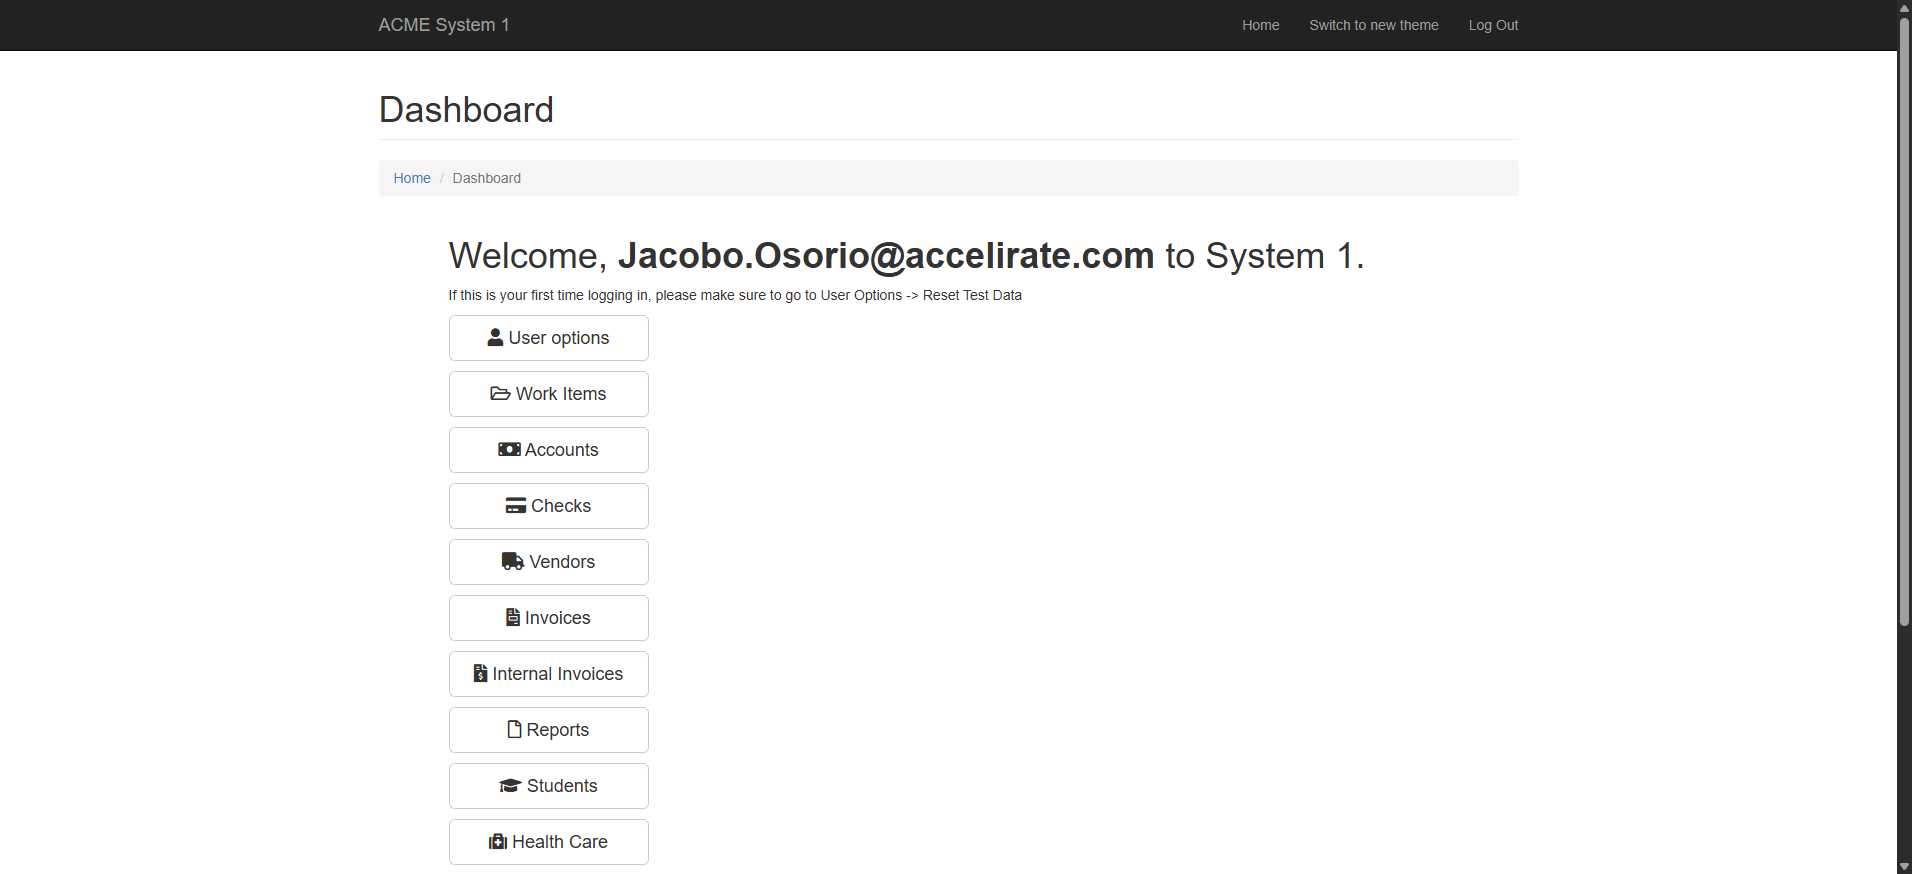 ACME System 1
Home
Switch to new theme
Log Out
Dashboard
Home / Dashboard
Welcome, Jacobo.Osorio@accelirate.com to System 1.
If this is your first time logging in, please make sure to go to User Options -> Reset Test Data
User options
Work Items
Accounts
Checks
Vendors
Invoices
Internal Invoices
Reports
Students
Health Care